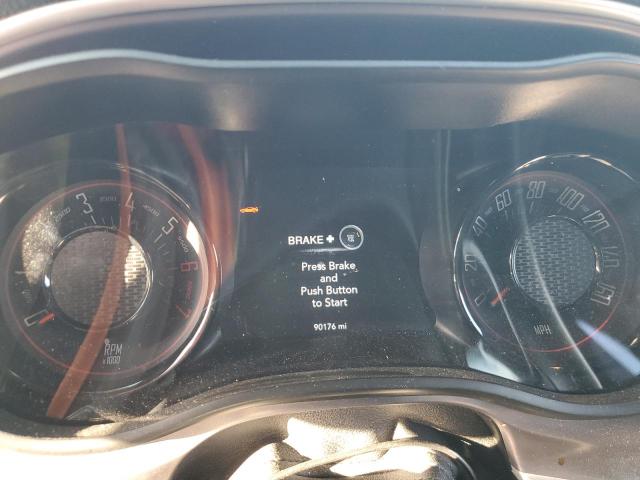 BRAKE +
Press Brake
and
Push Button
to Start
90176 mi
3
4
5
6
7
RPM
x1000
20
40
60
80
100
120
140
MPH